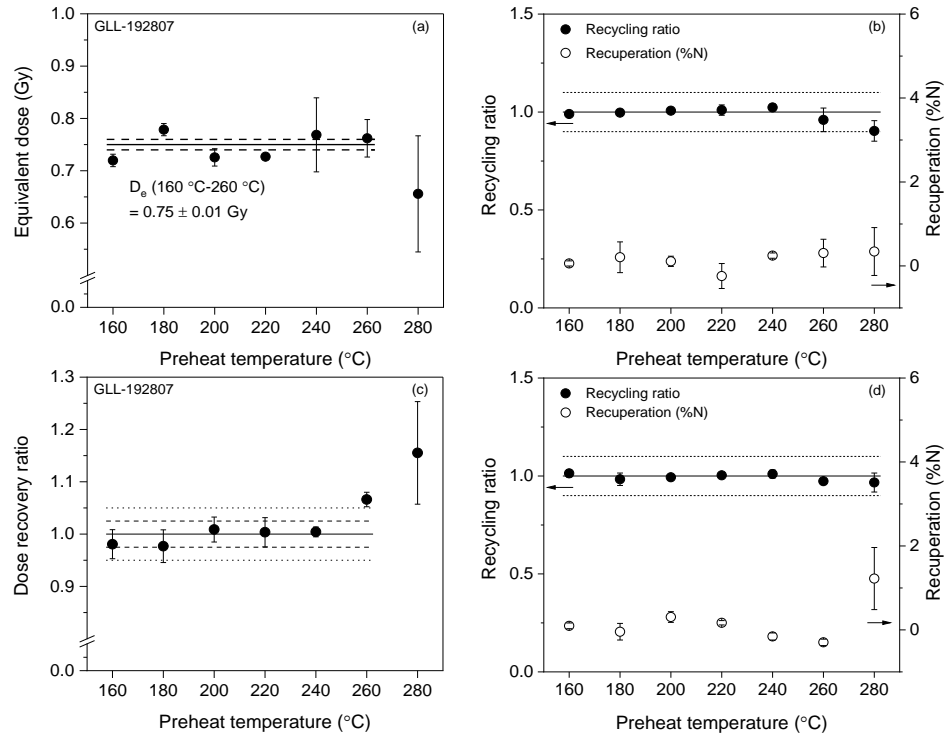 GLL-192807
(a)
1.0
0.9
0.8
0.7
0.6
0.0
Equivalent dose (Gy)
D_e (160 °C-260 °C)
= 0.75 ± 0.01 Gy
160 180 200 220 240 260 280
Preheat temperature (°C)
(b)
Recycling ratio
Recuperation (%N)
1.5
1.0
0.5
0.0
Recycling ratio
6
4
2
0
Recuperation (%N)
160 180 200 220 240 260 280
Preheat temperature (°C)
GLL-192807
(c)
1.3
1.2
1.1
1.0
0.9
0.0
Dose recovery ratio
160 180 200 220 240 260 280
Preheat temperature (°C)
(d)
Recycling ratio
Recuperation (%N)
1.5
1.0
0.5
0.0
Recycling ratio
6
4
2
0
Recuperation (%N)
160 180 200 220 240 260 280
Preheat temperature (°C)